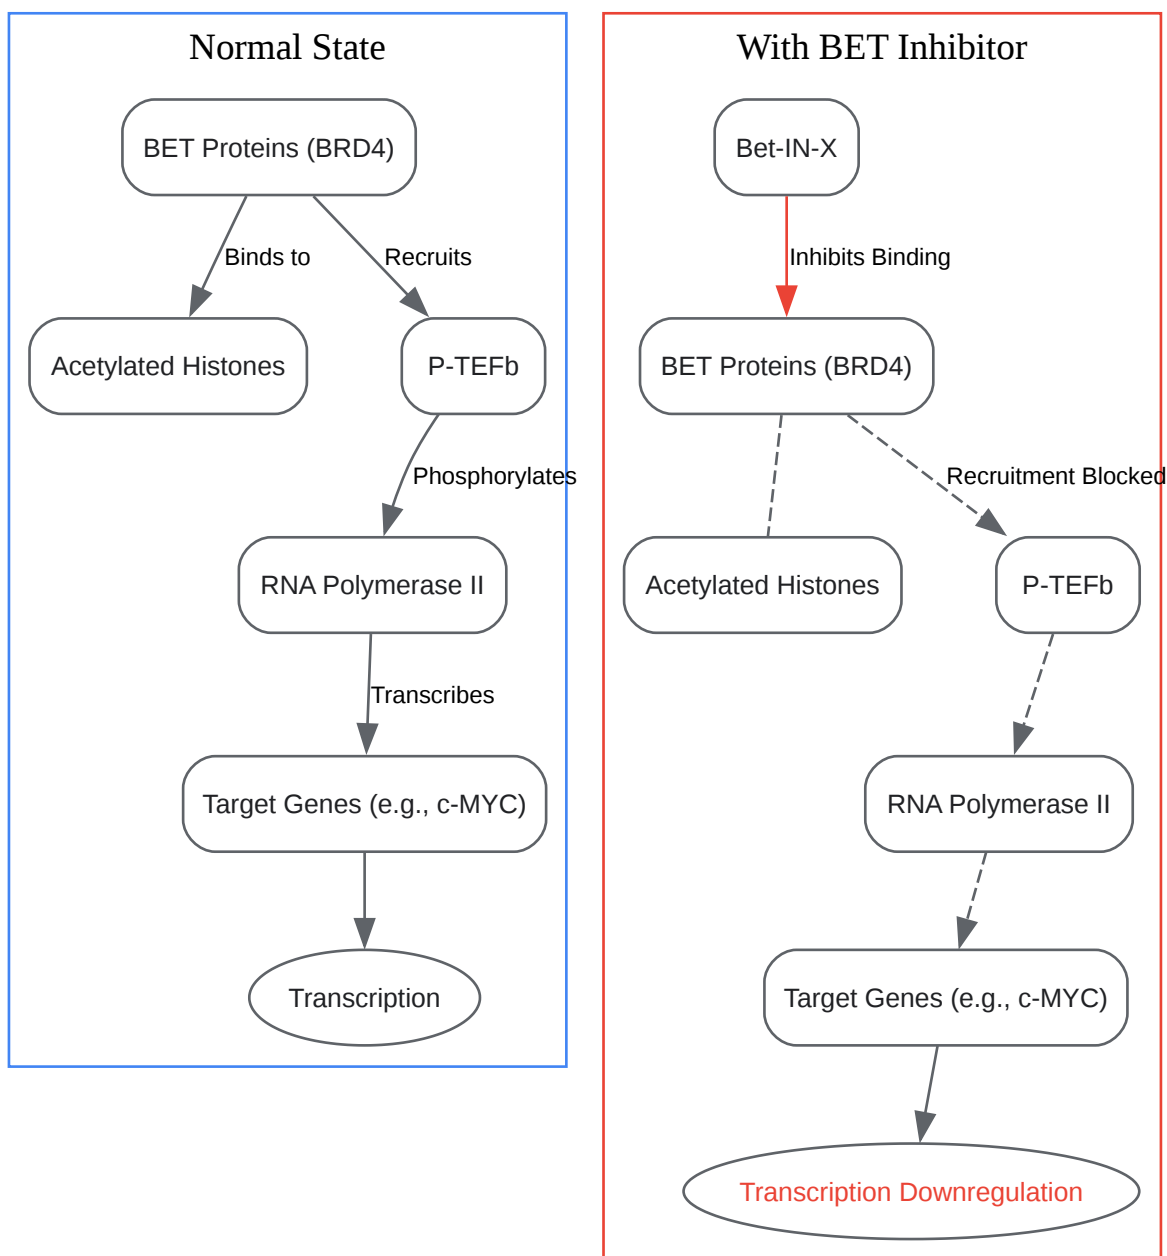 Normal State
BET Proteins (BRD4)
Binds to
Recruits
Acetylated Histones
P-TEFb
Phosphorylates
RNA Polymerase II
Transcribes
Target Genes (e.g., c-MYC)
Transcription
With BET Inhibitor
Bet-IN-X
Inhibits Binding
BET Proteins (BRD4)
Recruitment Blocked
Acetylated Histones
P-TEFb
RNA Polymerase II
Target Genes (e.g., c-MYC)
Transcription Downregulation